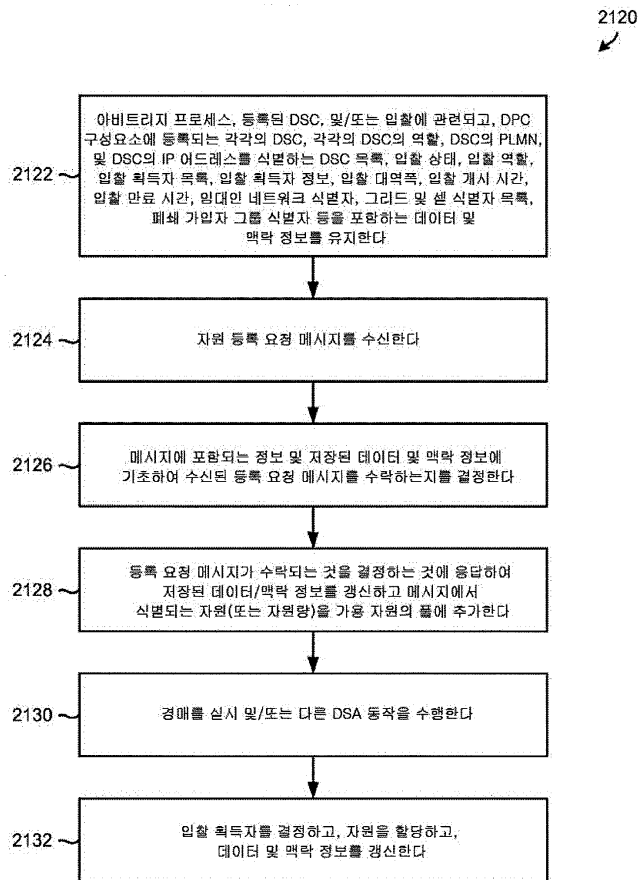 2120
2122
아비트리지 프로세스, 등록된 DSC, 및/또는 입찰에 관련되고, DPC
구성요소에 등록되는 각각의 DSC, 각각의 DSC의 역할, DSC의 PLMN,
및 DSC의 IP 어드레스를 식별하는 DSC 목록, 입찰 상태, 입찰 역할,
입찰 획득자 목록, 입찰 획득자 정보, 입찰 대역폭, 입찰 개시 시간,
입찰 만료 시간, 임대인 네트워크 식별자, 그리드 및 셀 식별자 목록,
폐쇄 가입자 그룹 식별자 등을 포함하는 데이터 및
맥락 정보를 유지한다
2124
자원 등록 요청 메시지를 수신한다
2126
메시지에 포함되는 정보 및 저장된 데이터 및 맥락 정보에
기초하여 수신된 등록 요청 메시지를 수락하는지를 결정한다
2128
등록 요청 메시지가 수락되는 것을 결정하는 것에 응답하여
저장된 데이터/맥락 정보를 갱신하고 메시지에서
식별되는 자원(또는 자원량)을 가용 자원의 풀에 추가한다
2130
경매를 실시 및/또는 다른 DSA 동작을 수행한다
2132
입찰 획득자를 결정하고, 자원을 할당하고,
데이터 및 맥락 정보를 갱신한다